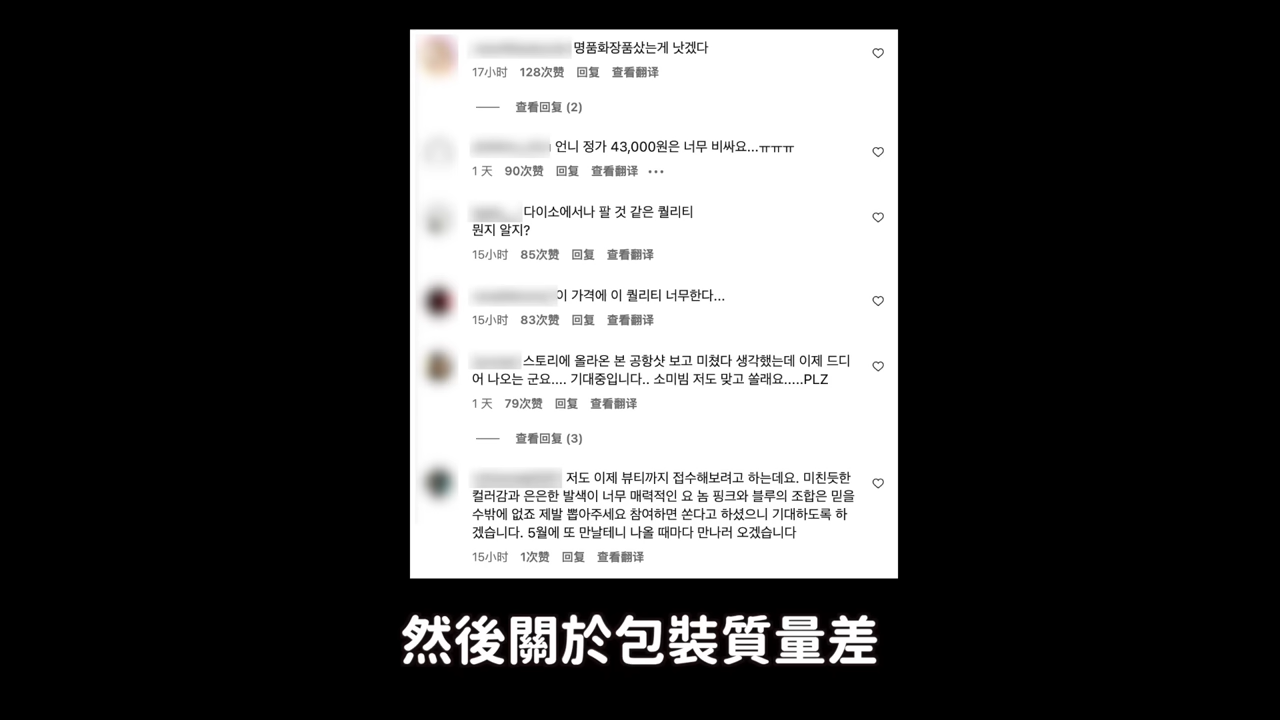 명품화장품샀는게 낫겠다
17小时 128次赞 回复 查看翻译
查看回复 (2)
언니 정가 43,000원은 너무 비싸요...ㅠㅠㅠ
1 天 90次赞 回复 查看翻译 •••
다이소에서나 팔 것 같은 퀄리티
뭔지 알지?
15小时 85次赞 回复 查看翻译
이 가격에 이 퀄리티 너무한다...
15小时 83次赞 回复 查看翻译
스토리에 올라온 본 공항샷 보고 미쳤다 생각했는데 이제 드디
어 나오는 군요.... 기대중입니다.. 소미빔 저도 맞고 쏠래요.....PLZ
1 天 79次赞 回复 查看翻译
查看回复 (3)
저도 이제 뷰티까지 접수해보려고 하는데요. 미친듯한
컬러감과 은은한 발색이 너무 매력적인 요 놈 핑크와 블루의 조합은 믿을
수밖에 없죠 제발 뽑아주세요 참여하면 쏜다고 하셨으니 기대하도록 하
겠습니다. 5월에 또 만날테니 나올 때마다 만나러 오겠습니다
15小时 1次赞 回复 查看翻译
然後關於包裝質量差